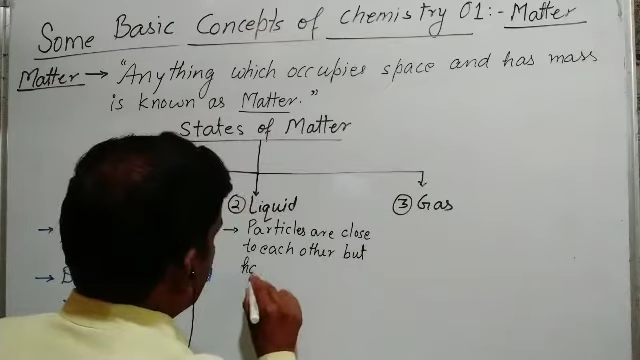 Some Basic Concepts of Chemistry 01:- Matter
Matter → "Anything which occupies space and has mass
is known as Matter."
States of Matter
② Liquid
③ Gas
→ Particles are close
to each other but
→